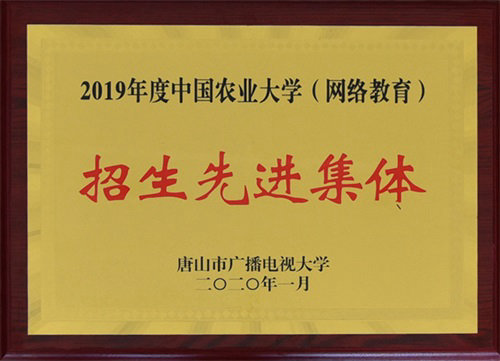 2019年度中国农业大学（网络教育）
招生先进集体
唐山市广播电视大学
二〇二〇年一月